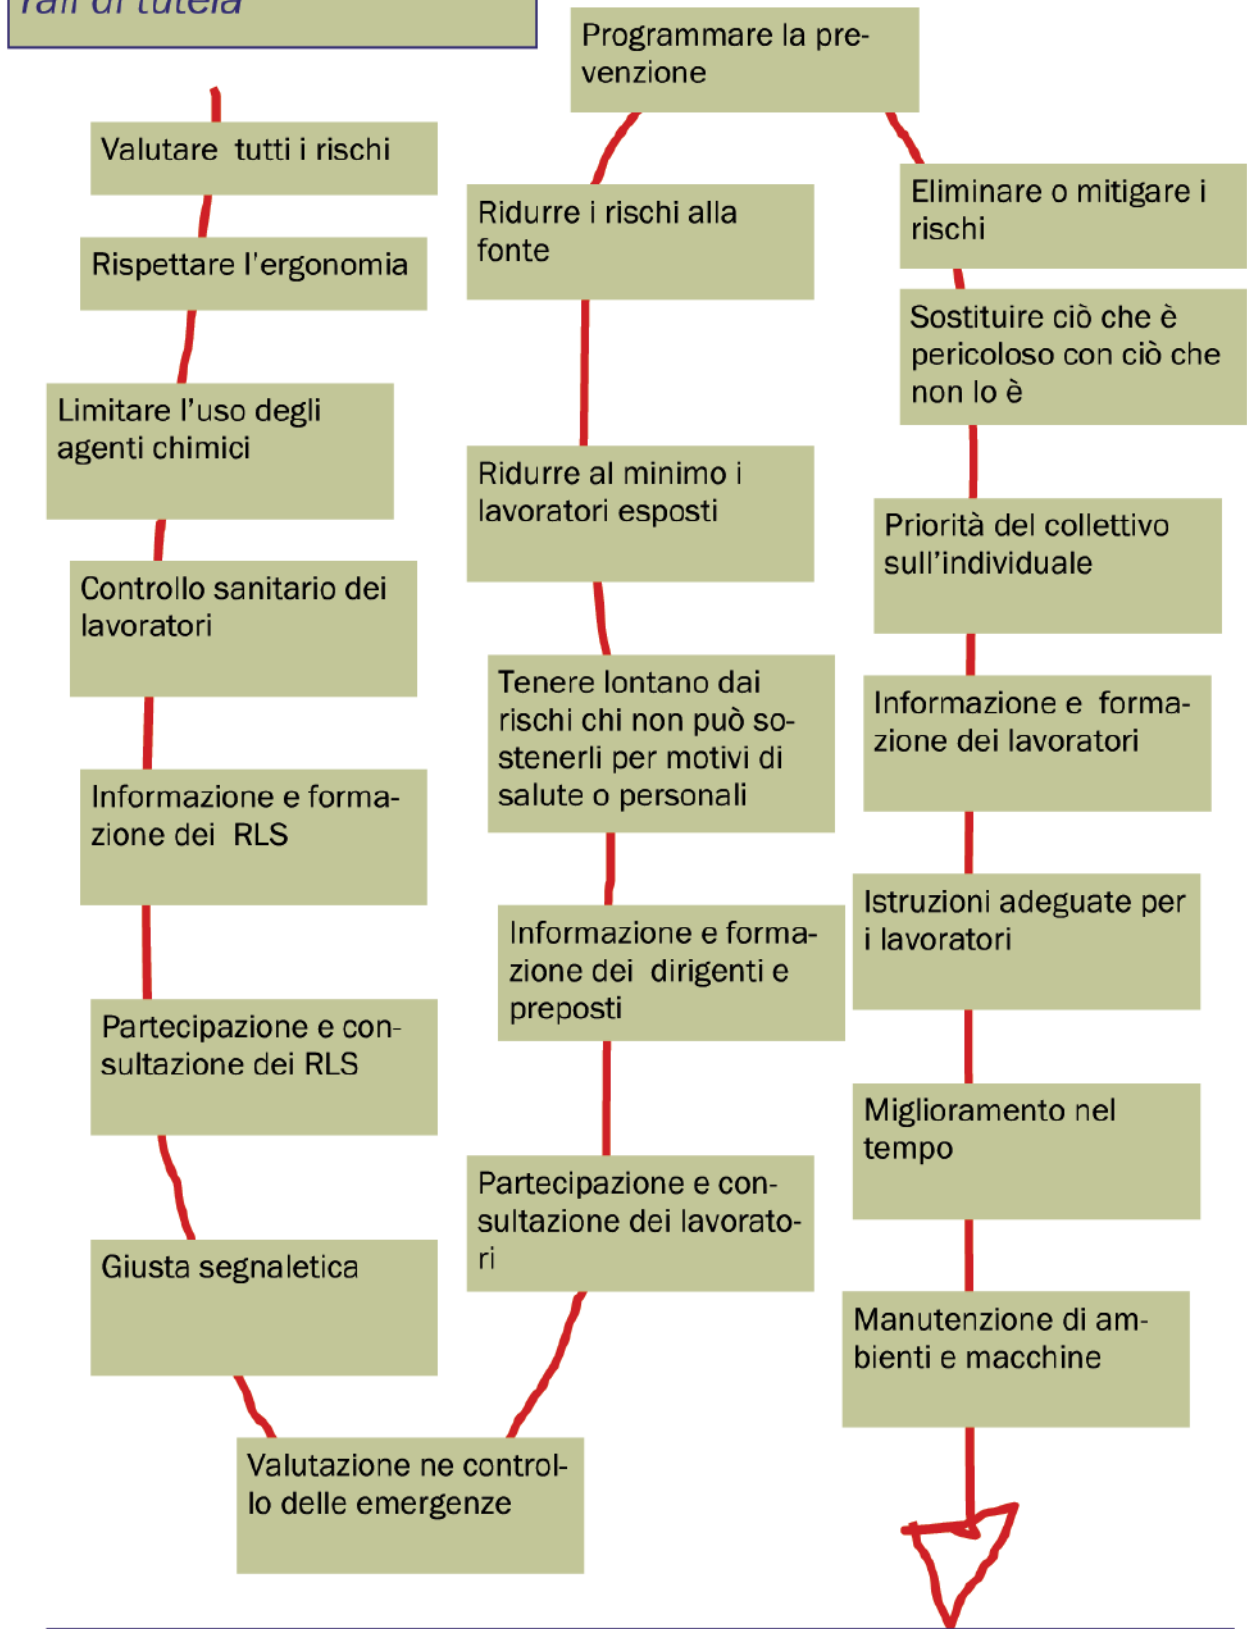 rali di tutela
Valutare tutti i rischi
Rispettare l'ergonomia
Limitare l'uso degli
agenti chimici
Controllo sanitario dei
lavoratori
Informazione e forma-
zione dei RLS
Partecipazione e con-
sultazione dei RLS
Giusta segnaletica
Valutazione ne control-
lo delle emergenze
Programmare la pre-
venzione
Ridurre i rischi alla
fonte
Ridurre al minimo i
lavoratori esposti
Tenere lontano dai
rischi chi non può so-
stenerli per motivi di
salute o personali
Informazione e forma-
zione dei dirigenti e
preposti
Partecipazione e con-
sultazione dei lavorato-
ri
Eliminare o mitigare i
rischi
Sostituire ciò che è
pericoloso con ciò che
non lo è
Priorità del collettivo
sull'individuale
Informazione e forma-
zione dei lavoratori
Istruzioni adeguate per
i lavoratori
Miglioramento nel
tempo
Manutenzione di am-
bienti e macchine